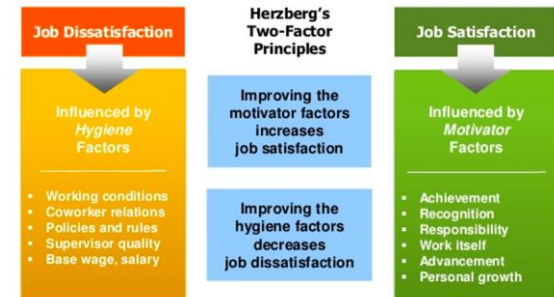 Job Dissatisfaction
Influenced by
Hygiene
Factors
▪ Working conditions
▪ Coworker relations
▪ Policies and rules
▪ Supervisor quality
▪ Base wage, salary
Herzberg's
Two-Factor
Principles
Improving the
motivator factors
increases
job satisfaction
Improving the
hygiene factors
decreases
job dissatisfaction
Job Satisfaction
Influenced by
Motivator
Factors
▪ Achievement
▪ Recognition
▪ Responsibility
▪ Work itself
▪ Advancement
▪ Personal growth